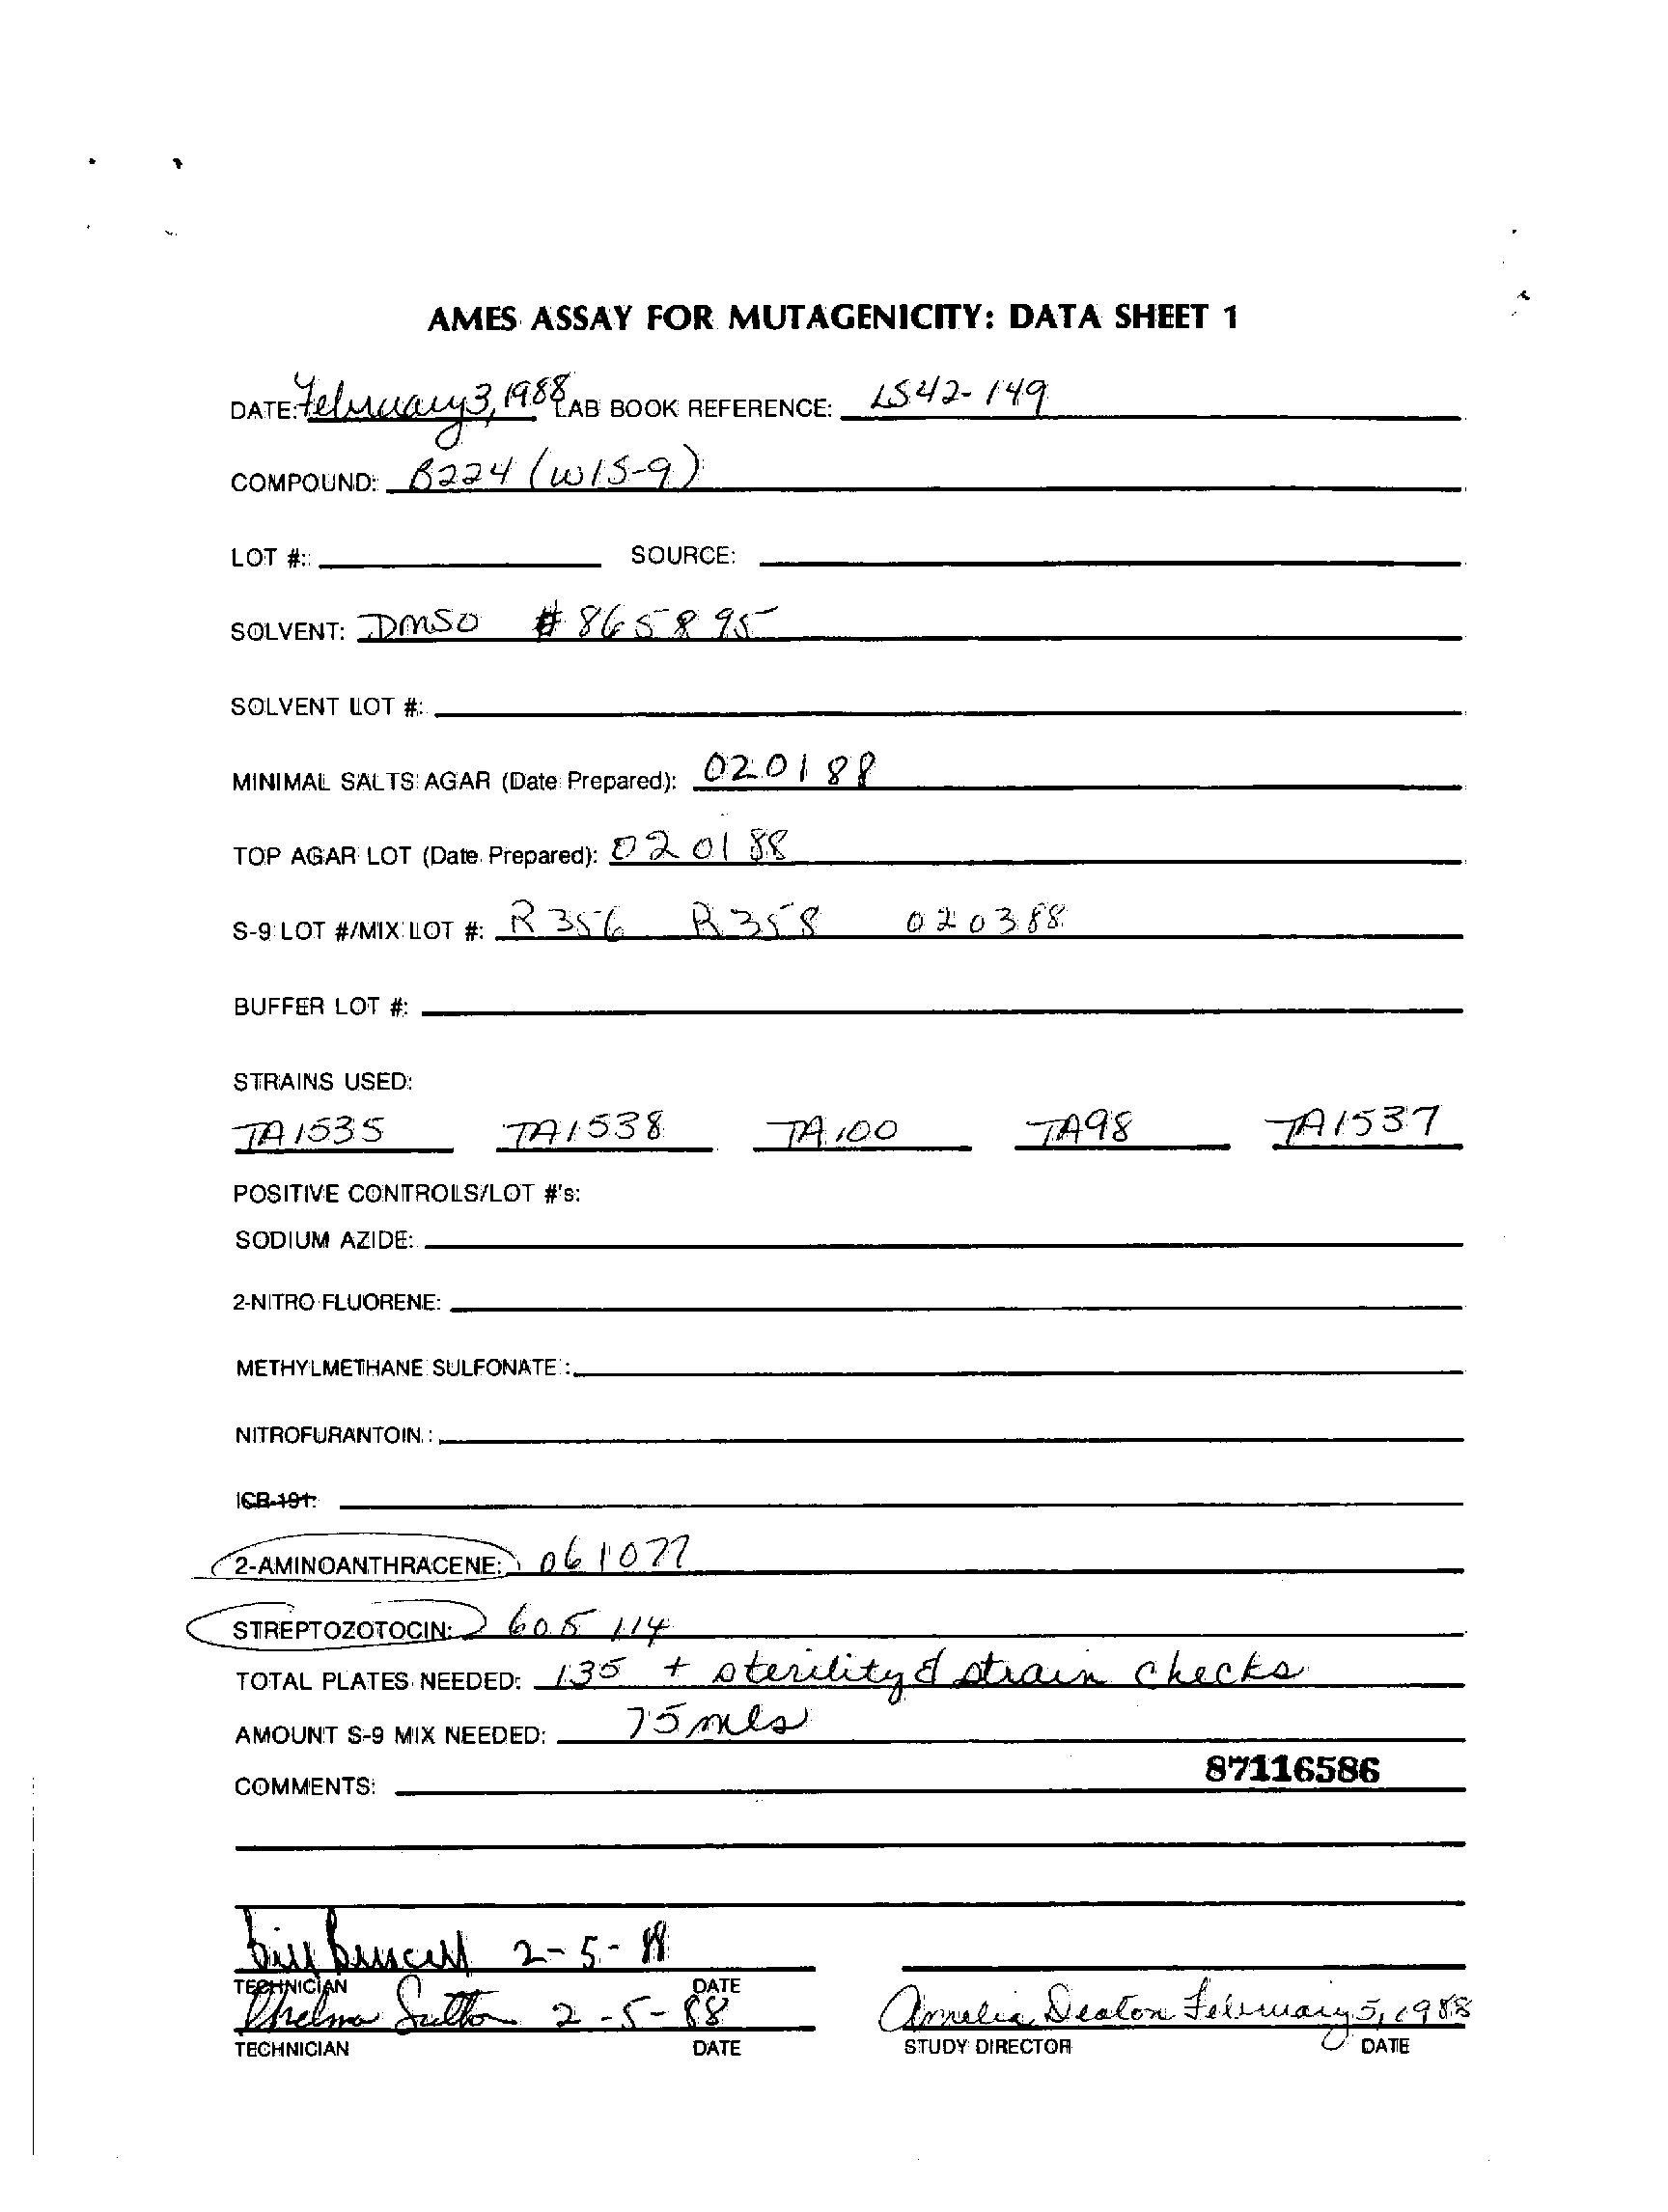 AMES ASSAY FOR MUTAGENICITY: DATA SHEET 1
DATE: February 3, 1988 LAB BOOK REFERENCE: LS42-149
COMPOUND: B224 (W15-9)
LOT #: SOURCE:
SOLVENT: DMSO # 865895
SOLVENT LOT #:
MINIMAL SALTS AGAR (Date Prepared): 020188
TOP AGAR LOT (Date Prepared): 020188
S-9 LOT #/MIX LOT #: R356 R358 020388
BUFFER LOT #:
STRAINS USED:
TA1535 TA1538 TA100 TA98 TA1537
POSITIVE CONTROLS/LOT #'s:
SODIUM AZIDE:
2-NITRO FLUORENE:
METHYLMETHANE SULFONATE :
NITROFURANTOIN :
ICR-191:
2-AMINOANTHRACENE: 061077
STREPTOZOTOCIN: 605114
TOTAL PLATES NEEDED: 135 + sterility & strain checks
AMOUNT S-9 MIX NEEDED: 75 mls
87116586
COMMENTS:
Bill 2-5-88
TECHNICIAN DATE
Thelma Sutton 2-5-88 Amelia Deaton February 5, 1988
TECHNICIAN DATE STUDY DIRECTOR DATE